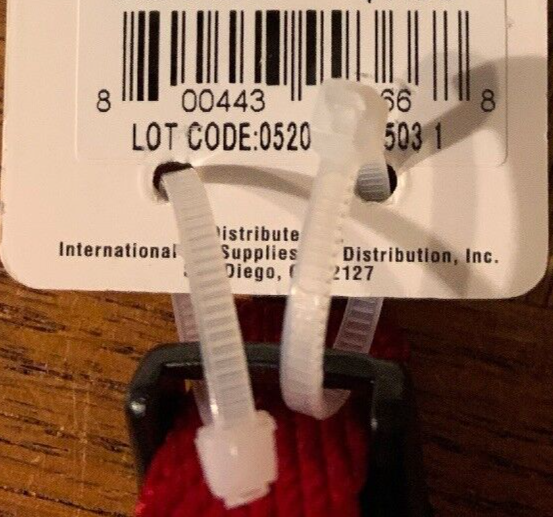 8 00443 66 8
LOT CODE:0520 503 1
Distribute
International Supplies Distribution, Inc.
Diego, 2127